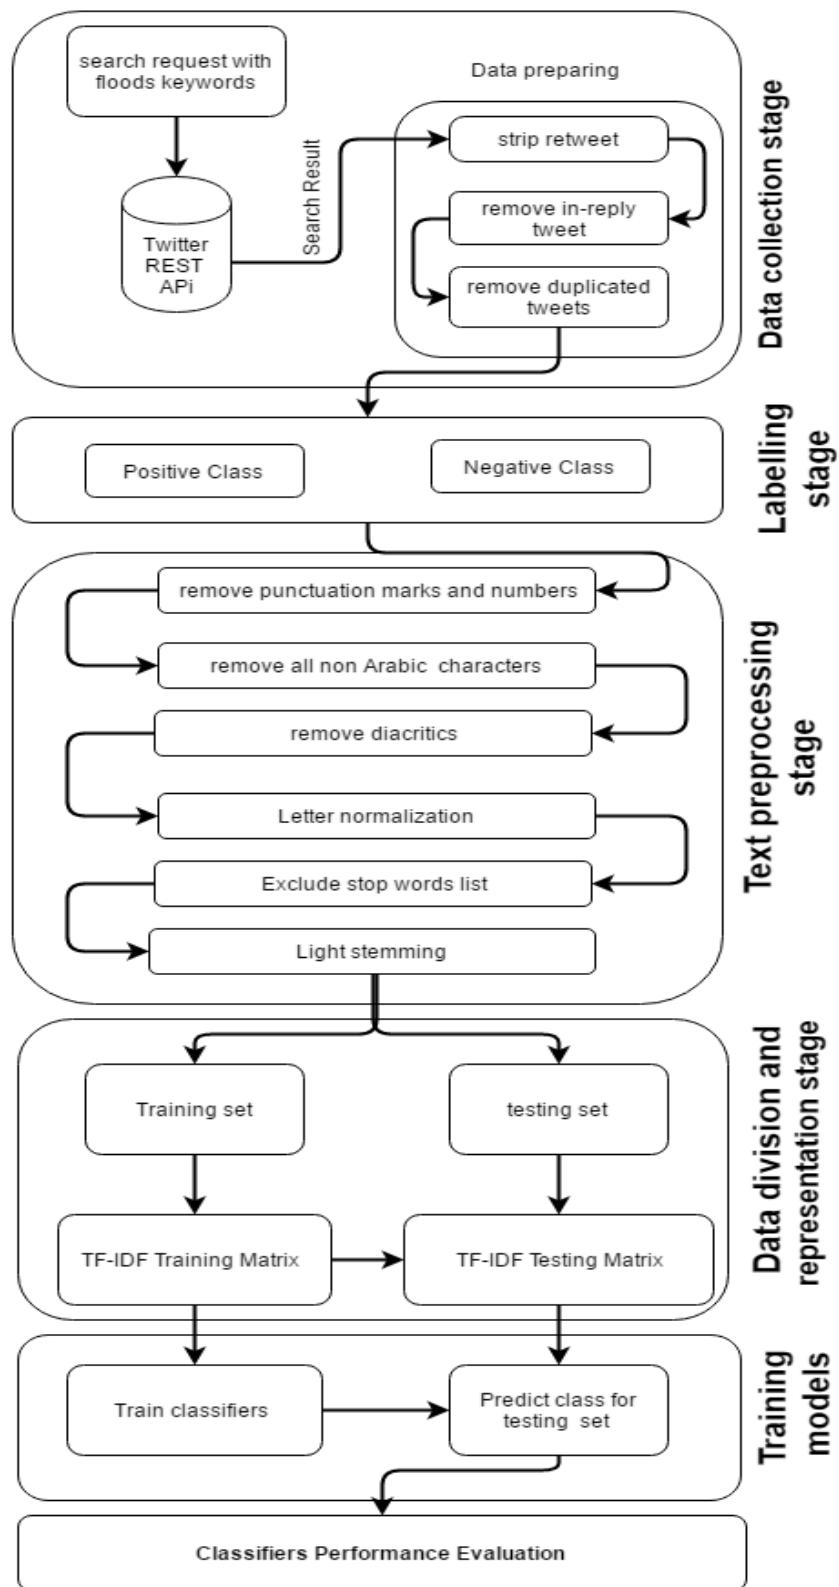 search request with
floods keywords
Data preparing
Twitter
REST
APi
Search Result
strip retweet
remove in-reply
tweet
remove duplicated
tweets
Data collection stage
Positive Class
Negative Class
Labelling
stage
remove punctuation marks and numbers
remove all non Arabic characters
remove diacritics
Letter normalization
Exclude stop words list
Light stemming
Text preprocessing
stage
Training set
testing set
TF-IDF Training Matrix
TF-IDF Testing Matrix
Data division and
representation stage
Train classifiers
Predict class for
testing set
Training
models
Classifiers Performance Evaluation